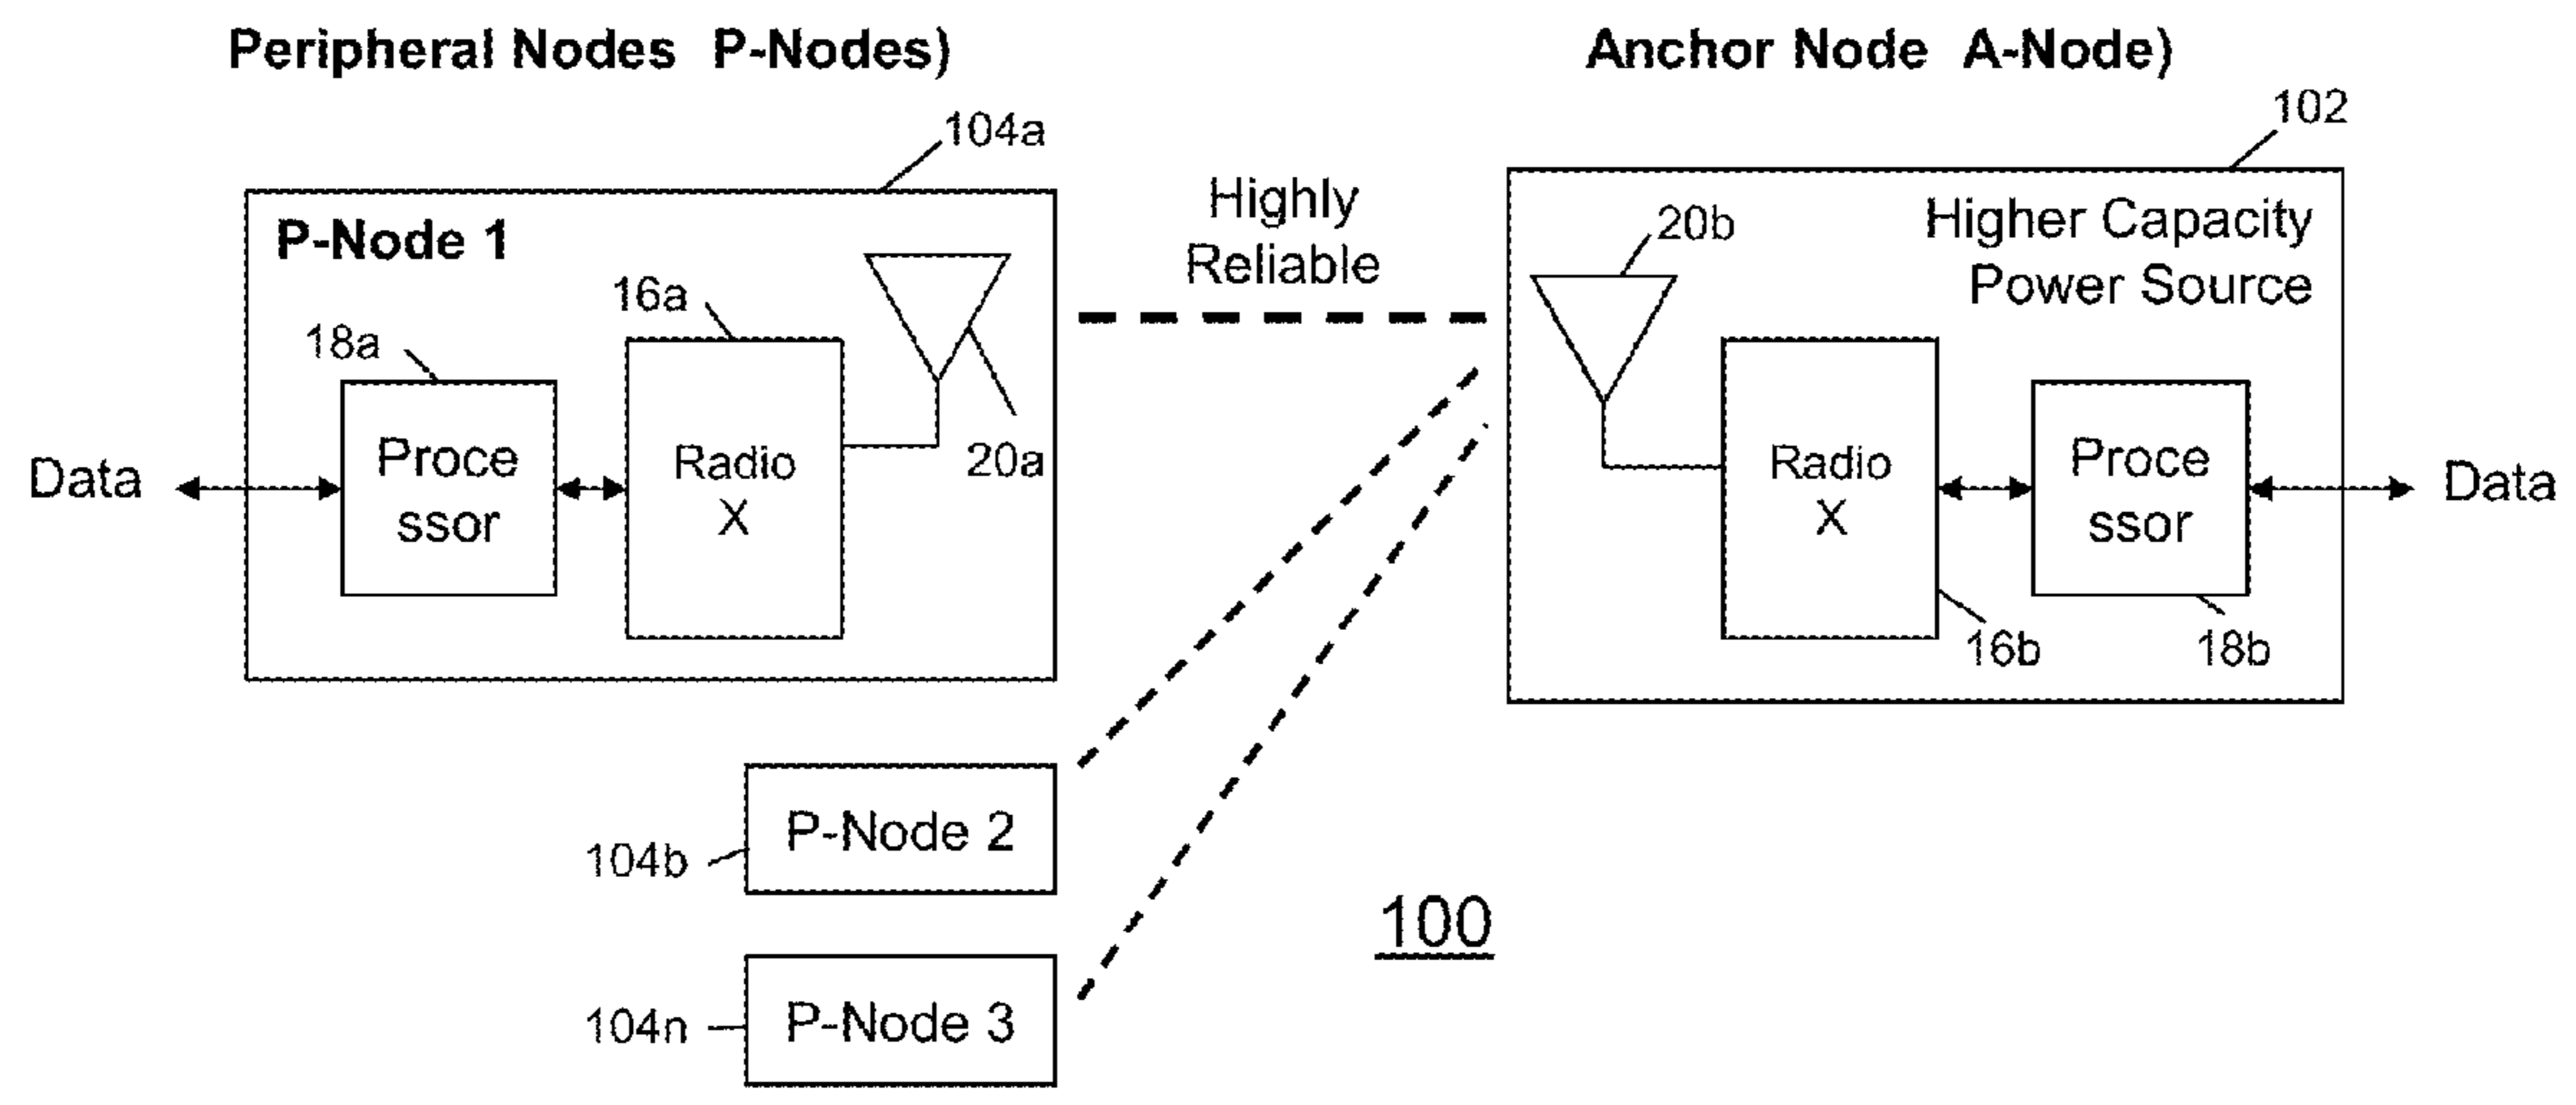 Peripheral Nodes P-Nodes)
Anchor Node A-Node)
104a
102
P-Node 1
Highly
Reliable
20b
Higher Capacity
Power Source
16a
18a
Proce
ssor
Radio
X
20a
Data
Radio
X
Proce
ssor
Data
16b
18b
P-Node 2
104b
100
P-Node 3
104n